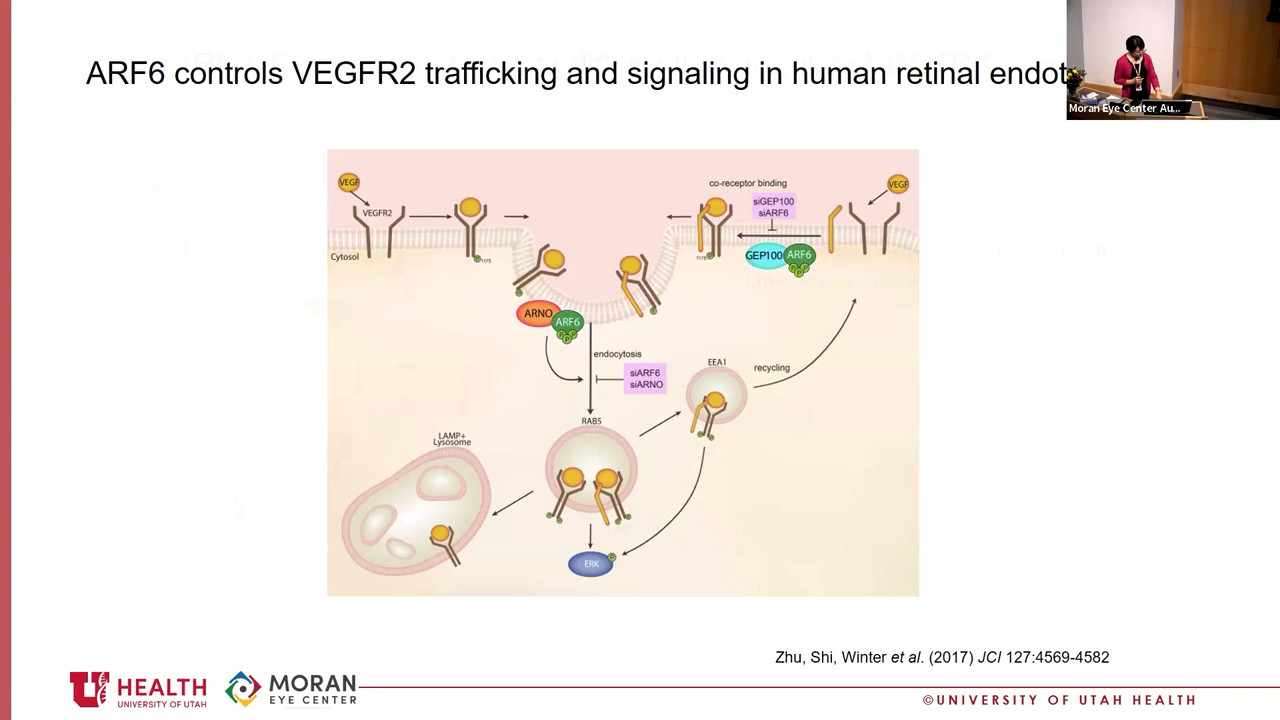 ARF6 controls VEGFR2 trafficking and signaling in human retinal endot
Moran Eye Center Au...
co-receptor binding
VEGF
VEGF
siGEP100
siARF6
VEGFR2
GEP100
ARF6
P
P
P
Cytosol
ARNO
ARF6
P
P
P
endocytosis
siARF6
siARNO
EEA1
recycling
RAB5
LAMP+
Lysosome
ERK
P
Zhu, Shi, Winter et al. (2017) JCI 127:4569-4582
U HEALTH
UNIVERSITY OF UTAH
MORAN
EYE CENTER
©UNIVERSITY OF UTAH HEALTH